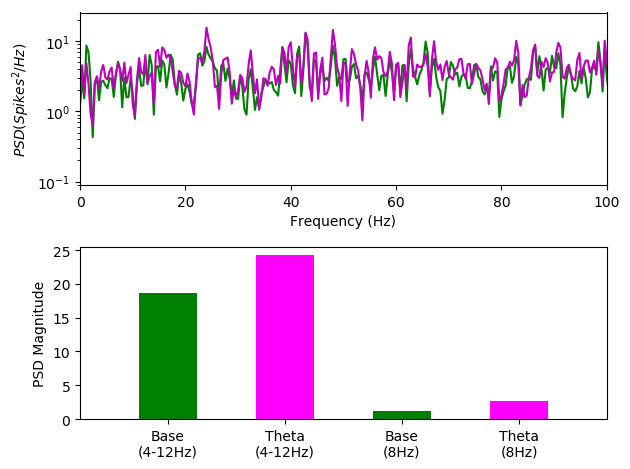 10¹
10⁰
10⁻¹
PSD(Spikes²/Hz)
0 20 40 60 80 100
Frequency (Hz)
25
20
15
10
5
0
PSD Magnitude
Base Theta Base Theta
(4-12Hz) (4-12Hz) (8Hz) (8Hz)